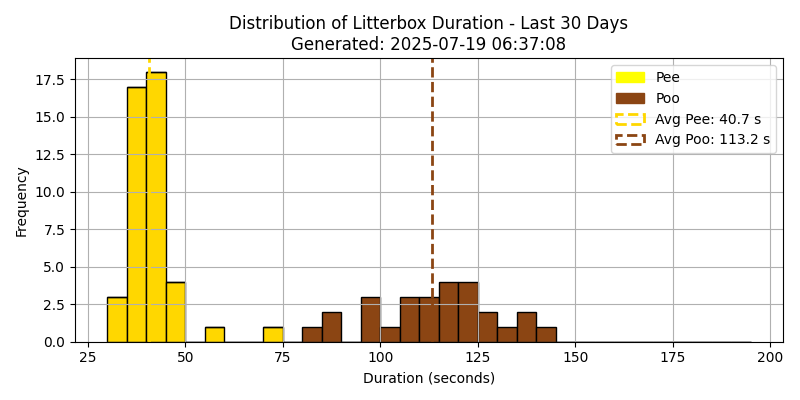 Distribution of Litterbox Duration - Last 30 Days
Generated: 2025-07-19 06:37:08
Pee
Poo
Avg Pee: 40.7 s
Avg Poo: 113.2 s
Frequency
17.5
15.0
12.5
10.0
7.5
5.0
2.5
0.0
25 50 75 100 125 150 175 200
Duration (seconds)